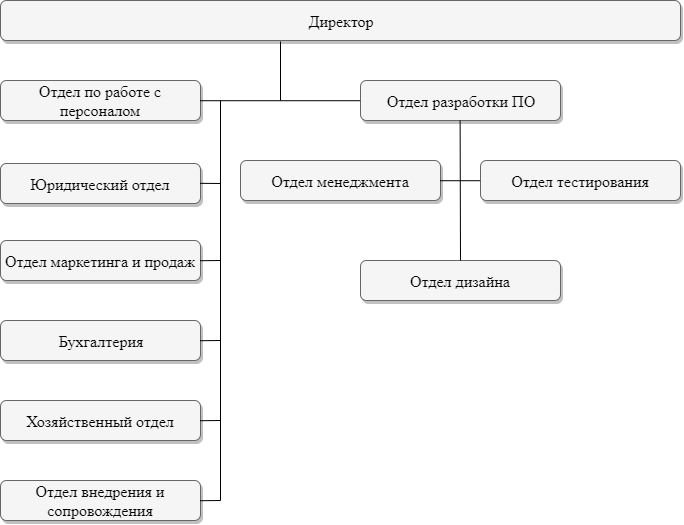 Директор
Отдел по работе с
персоналом
Отдел разработки ПО
Юридический отдел
Отдел менеджмента
Отдел тестирования
Отдел маркетинга и продаж
Отдел дизайна
Бухгалтерия
Хозяйственный отдел
Отдел внедрения и
сопровождения